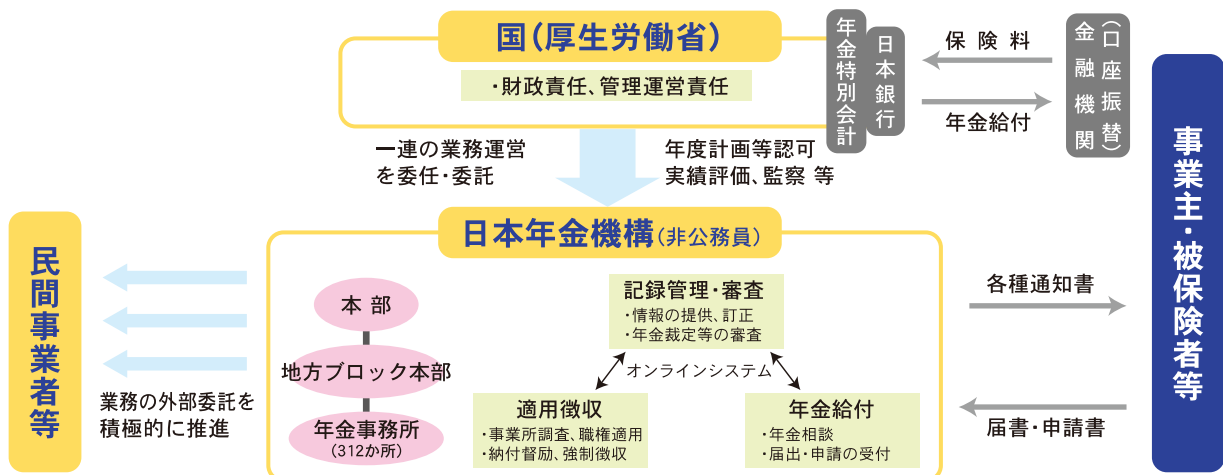 国(厚生労働省)
・財政責任、管理運営責任
年金特別会計
日本銀行
保険料
年金給付
金融機関
(口座振替)
事業主・被保険者等
一連の業務運営
を委任・委託
年度計画等認可
実績評価、監察 等
日本年金機構(非公務員)
民間事業者等
業務の外部委託を
積極的に推進
本部
地方ブロック本部
年金事務所
(312か所)
記録管理・審査
・情報の提供、訂正
・年金裁定等の審査
オンラインシステム
適用徴収
・事業所調査、職権適用
・納付督励、強制徴収
年金給付
・年金相談
・届出・申請の受付
各種通知書
届書・申請書